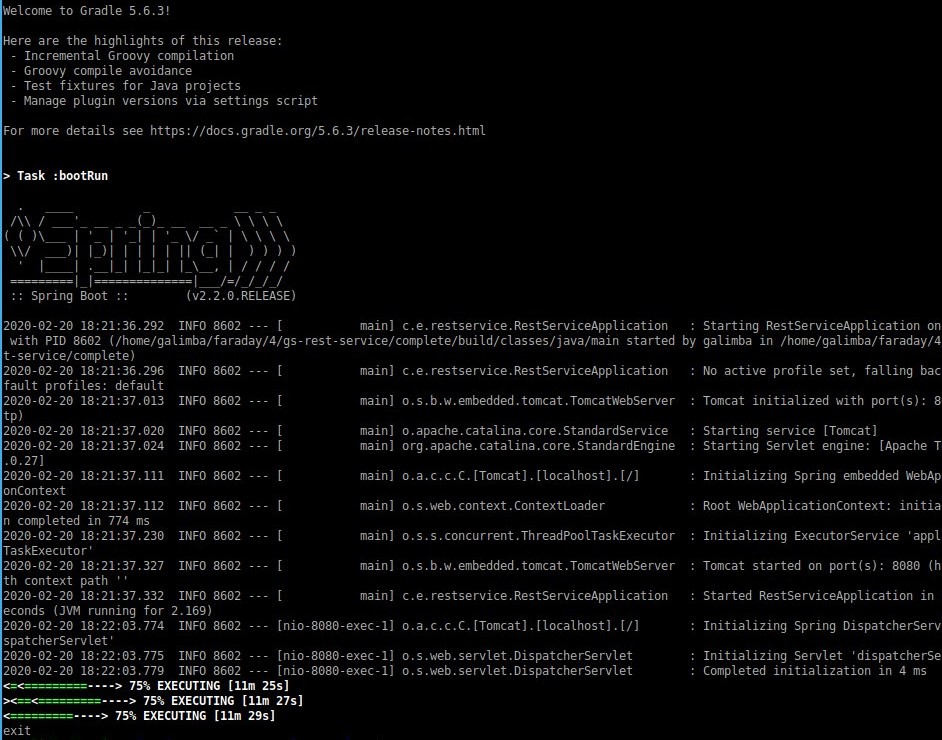 Welcome to Gradle 5.6.3!
Here are the highlights of this release:
 - Incremental Groovy compilation
 - Groovy compile avoidance
 - Test fixtures for Java projects
 - Manage plugin versions via settings script
For more details see https://docs.gradle.org/5.6.3/release-notes.html
> Task :bootRun
  .   ____          _            __ _ _
 /\\ / ___'_ __ _ _(_)_ __  __ _ \ \ \ \
( ( )\___ | '_ | '_| | '_ \/ _` | \ \ \ \
 \\/  ___)| |_)| | | | | || (_| |  ) ) ) )
  '  |____| .__|_| |_|_| |_\__, | / / / /
 =========|_|==============|___/=/_/_/_/
 :: Spring Boot ::        (v2.2.0.RELEASE)
2020-02-20 18:21:36.292  INFO 8602 --- [           main] c.e.restservice.RestServiceApplication   : Starting RestServiceApplication on
 with PID 8602 (/home/galimba/faraday/4/gs-rest-service/complete/build/classes/java/main started by galimba in /home/galimba/faraday/4
t-service/complete)
2020-02-20 18:21:36.296  INFO 8602 --- [           main] c.e.restservice.RestServiceApplication   : No active profile set, falling bac
fault profiles: default
2020-02-20 18:21:37.013  INFO 8602 --- [           main] o.s.b.w.embedded.tomcat.TomcatWebServer  : Tomcat initialized with port(s): 8
tp)
2020-02-20 18:21:37.020  INFO 8602 --- [           main] o.apache.catalina.core.StandardService   : Starting service [Tomcat]
2020-02-20 18:21:37.024  INFO 8602 --- [           main] org.apache.catalina.core.StandardEngine  : Starting Servlet engine: [Apache T
.0.27]
2020-02-20 18:21:37.111  INFO 8602 --- [           main] o.a.c.c.C.[Tomcat].[localhost].[/]       : Initializing Spring embedded WebAp
onContext
2020-02-20 18:21:37.112  INFO 8602 --- [           main] o.s.web.context.ContextLoader            : Root WebApplicationContext: initia
n completed in 774 ms
2020-02-20 18:21:37.230  INFO 8602 --- [           main] o.s.s.concurrent.ThreadPoolTaskExecutor  : Initializing ExecutorService 'appl
TaskExecutor'
2020-02-20 18:21:37.327  INFO 8602 --- [           main] o.s.b.w.embedded.tomcat.TomcatWebServer  : Tomcat started on port(s): 8080 (h
th context path ''
2020-02-20 18:21:37.332  INFO 8602 --- [           main] c.e.restservice.RestServiceApplication   : Started RestServiceApplication in
econds (JVM running for 2.169)
2020-02-20 18:22:03.774  INFO 8602 --- [nio-8080-exec-1] o.a.c.c.C.[Tomcat].[localhost].[/]       : Initializing Spring DispatcherServ
spatcherServlet'
2020-02-20 18:22:03.775  INFO 8602 --- [nio-8080-exec-1] o.s.web.servlet.DispatcherServlet        : Initializing Servlet 'dispatcherSe
2020-02-20 18:22:03.779  INFO 8602 --- [nio-8080-exec-1] o.s.web.servlet.DispatcherServlet        : Completed initialization in 4 ms
<=<=========----> 75% EXECUTING [11m 25s]
><==<=========----> 75% EXECUTING [11m 27s]
<=========----> 75% EXECUTING [11m 29s]
exit